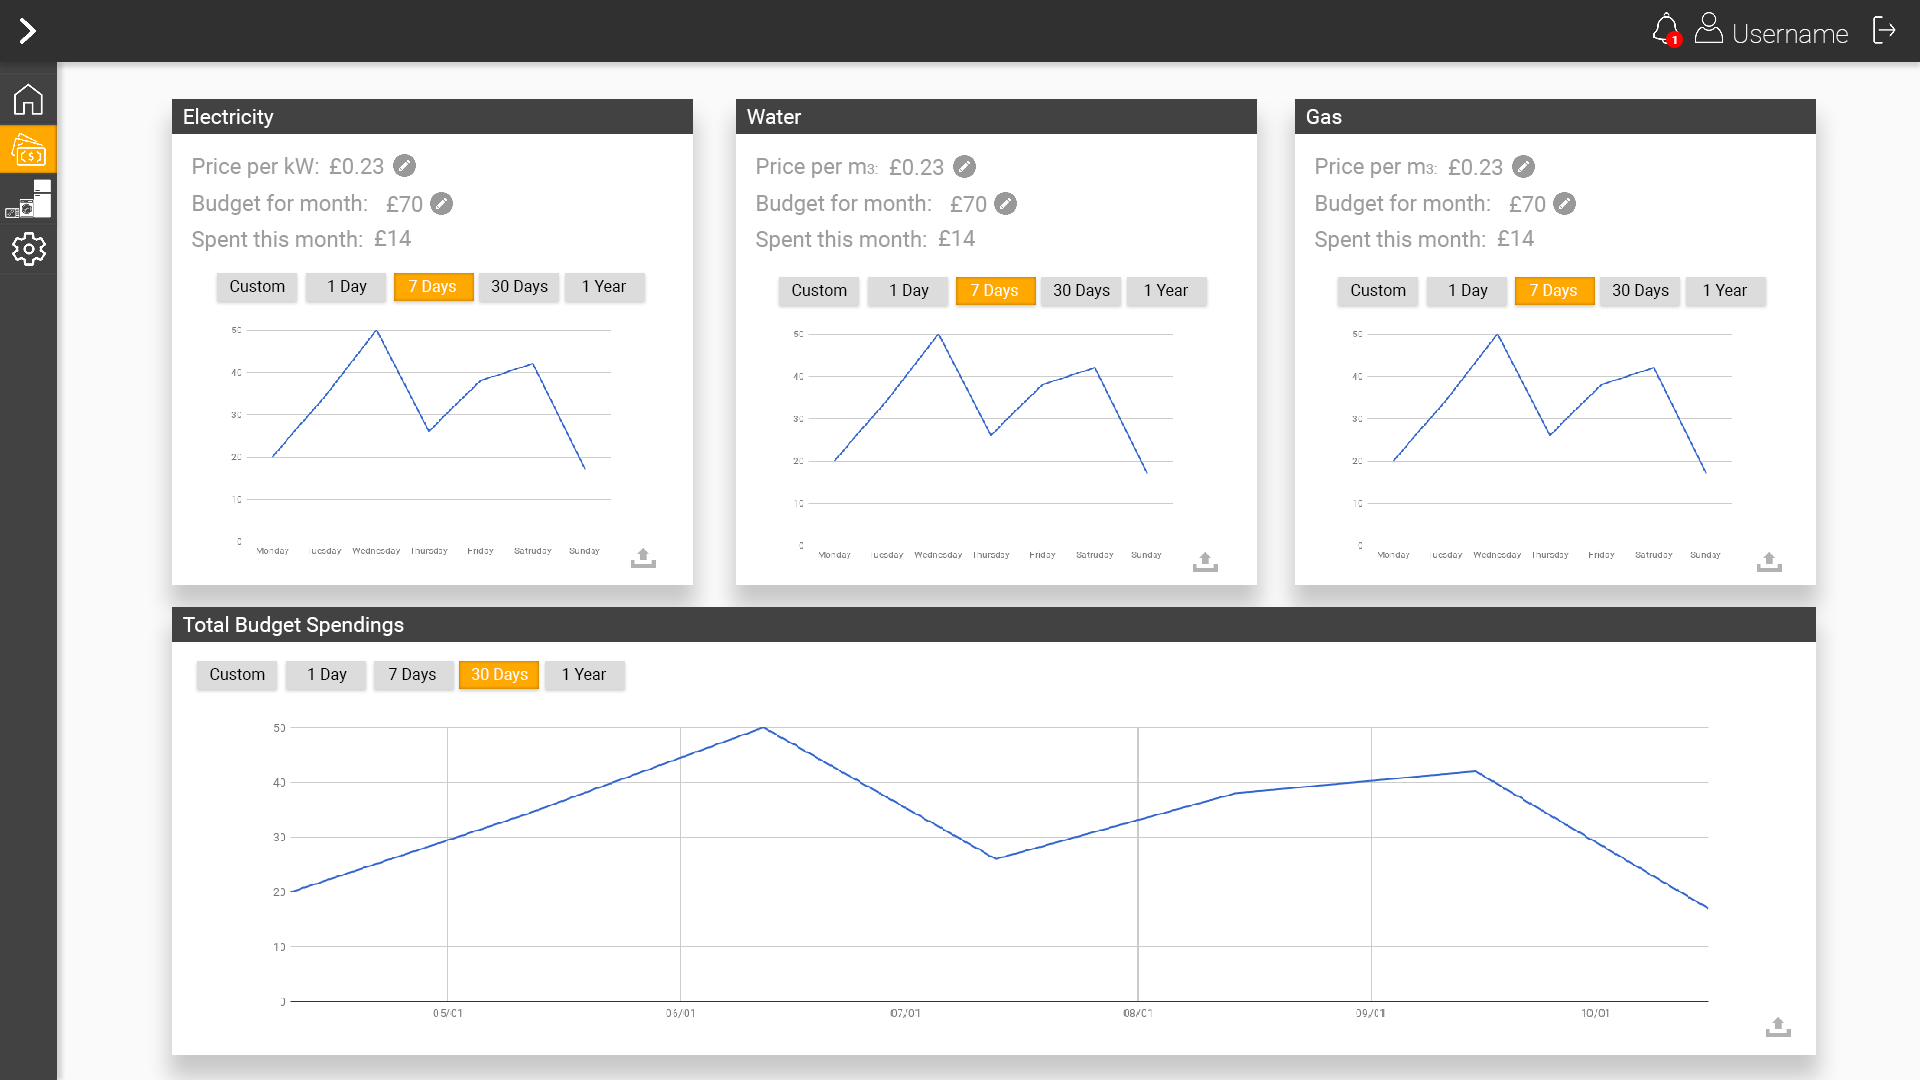 1 Username
Electricity
Price per kW: £0.23
Budget for month: £70
Spent this month: £14
Custom 1 Day 7 Days 30 Days 1 Year
50
40
30
20
10
0
Monday Tuesday Wednesday Thursday Friday Satruday Sunday
Water
Price per m3: £0.23
Budget for month: £70
Spent this month: £14
Custom 1 Day 7 Days 30 Days 1 Year
50
40
30
20
10
0
Monday Tuesday Wednesday Thursday Friday Satruday Sunday
Gas
Price per m3: £0.23
Budget for month: £70
Spent this month: £14
Custom 1 Day 7 Days 30 Days 1 Year
50
40
30
20
10
0
Monday Tuesday Wednesday Thursday Friday Satruday Sunday
Total Budget Spendings
Custom 1 Day 7 Days 30 Days 1 Year
50
40
30
20
10
0
05/01 06/01 07/01 08/01 09/01 10/01